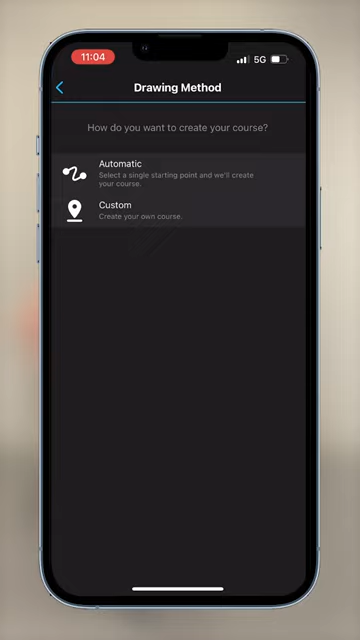 11:04
5G
Drawing Method
How do you want to create your course?
Automatic
Select a single starting point and we'll create
your course.
Custom
Create your own course.